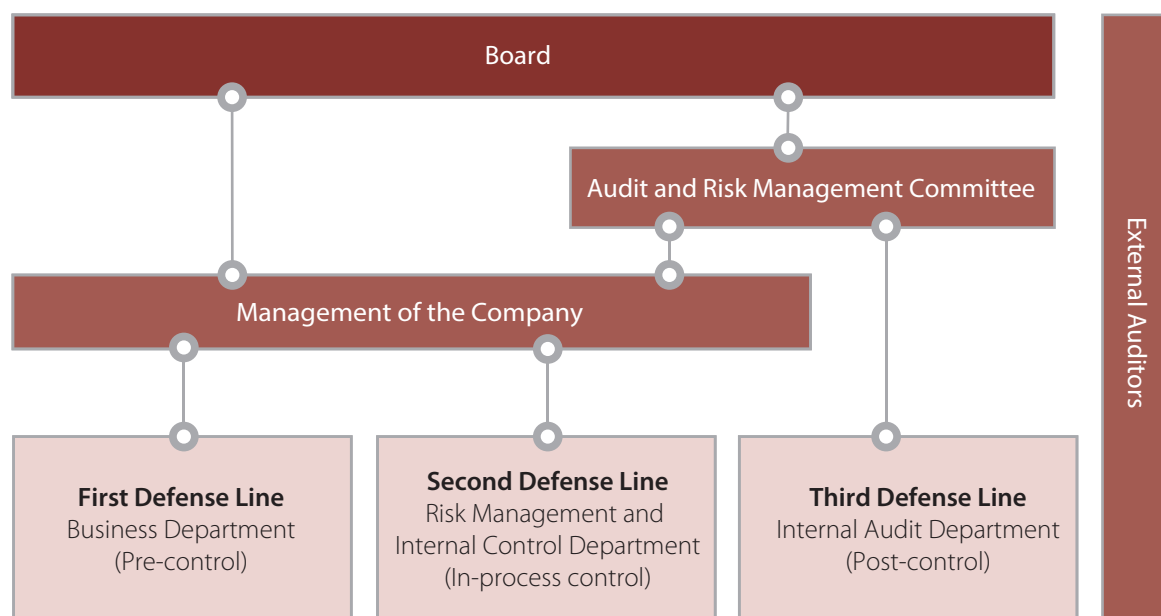 Board
Audit and Risk Management Committee
Management of the Company
First Defense Line
Business Department
(Pre-control)
Second Defense Line
Risk Management and
Internal Control Department
(In-process control)
Third Defense Line
Internal Audit Department
(Post-control)
External Auditors